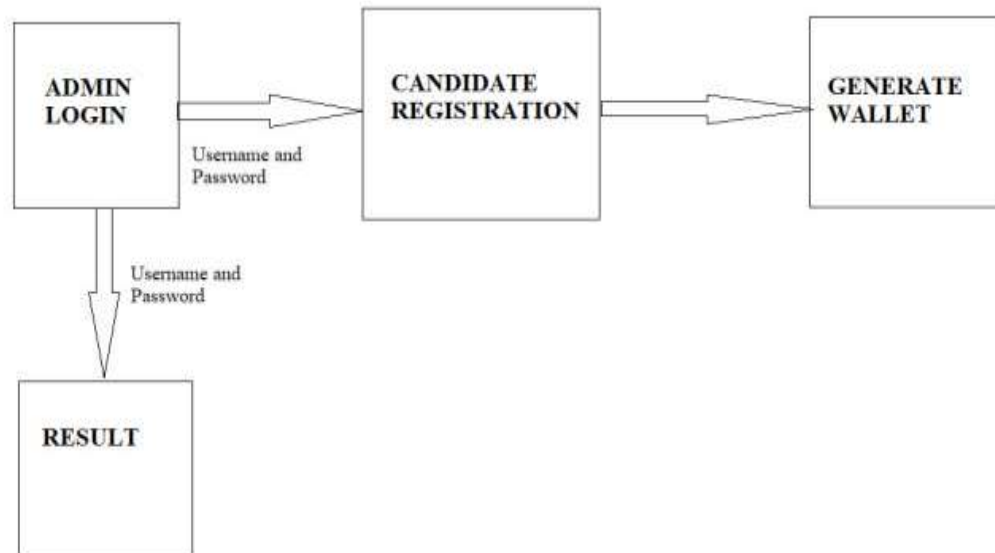 ADMIN
LOGIN
CANDIDATE
REGISTRATION
GENERATE
WALLET
Username and
Password
Username and
Password
RESULT